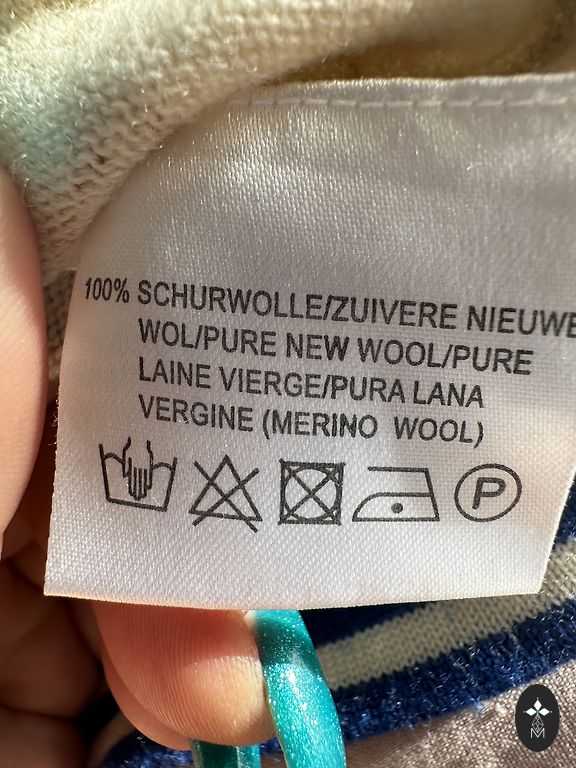 100% SCHURWOLLE/ZUIVERE NIEUWE
WOL/PURE NEW WOOL/PURE
LAINE VIERGE/PURA LANA
VERGINE (MERINO WOOL)
P
M